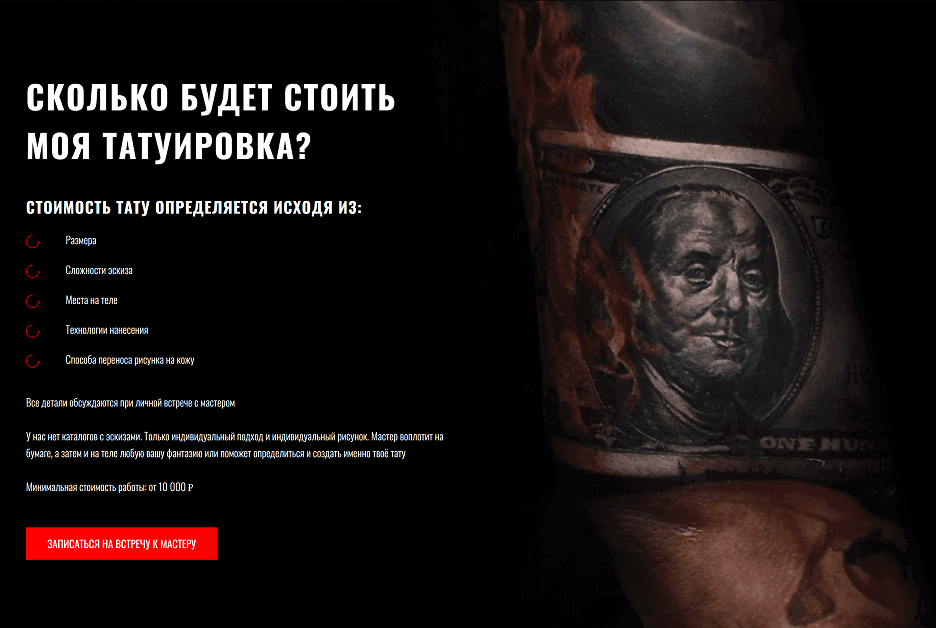 СКОЛЬКО БУДЕТ СТОИТЬ
МОЯ ТАТУИРОВКА?
СТОИМОСТЬ ТАТУ ОПРЕДЕЛЯЕТСЯ ИСХОДЯ ИЗ:
Размера
Сложности эскиза
Места на теле
Технологии нанесения
Способа переноса рисунка на кожу
Все детали обсуждаются при личной встрече с мастером
У нас нет каталогов с эскизами. Только индивидуальный подход и индивидуальный рисунок. Мастер воплотит на
бумаге, а затем и на теле любую вашу фантазию или поможет определиться и создать именно твоё тату
Минимальная стоимость работы: от 10 000 ₽
ЗАПИСАТЬСЯ НА ВСТРЕЧУ К МАСТЕРУ
ONE